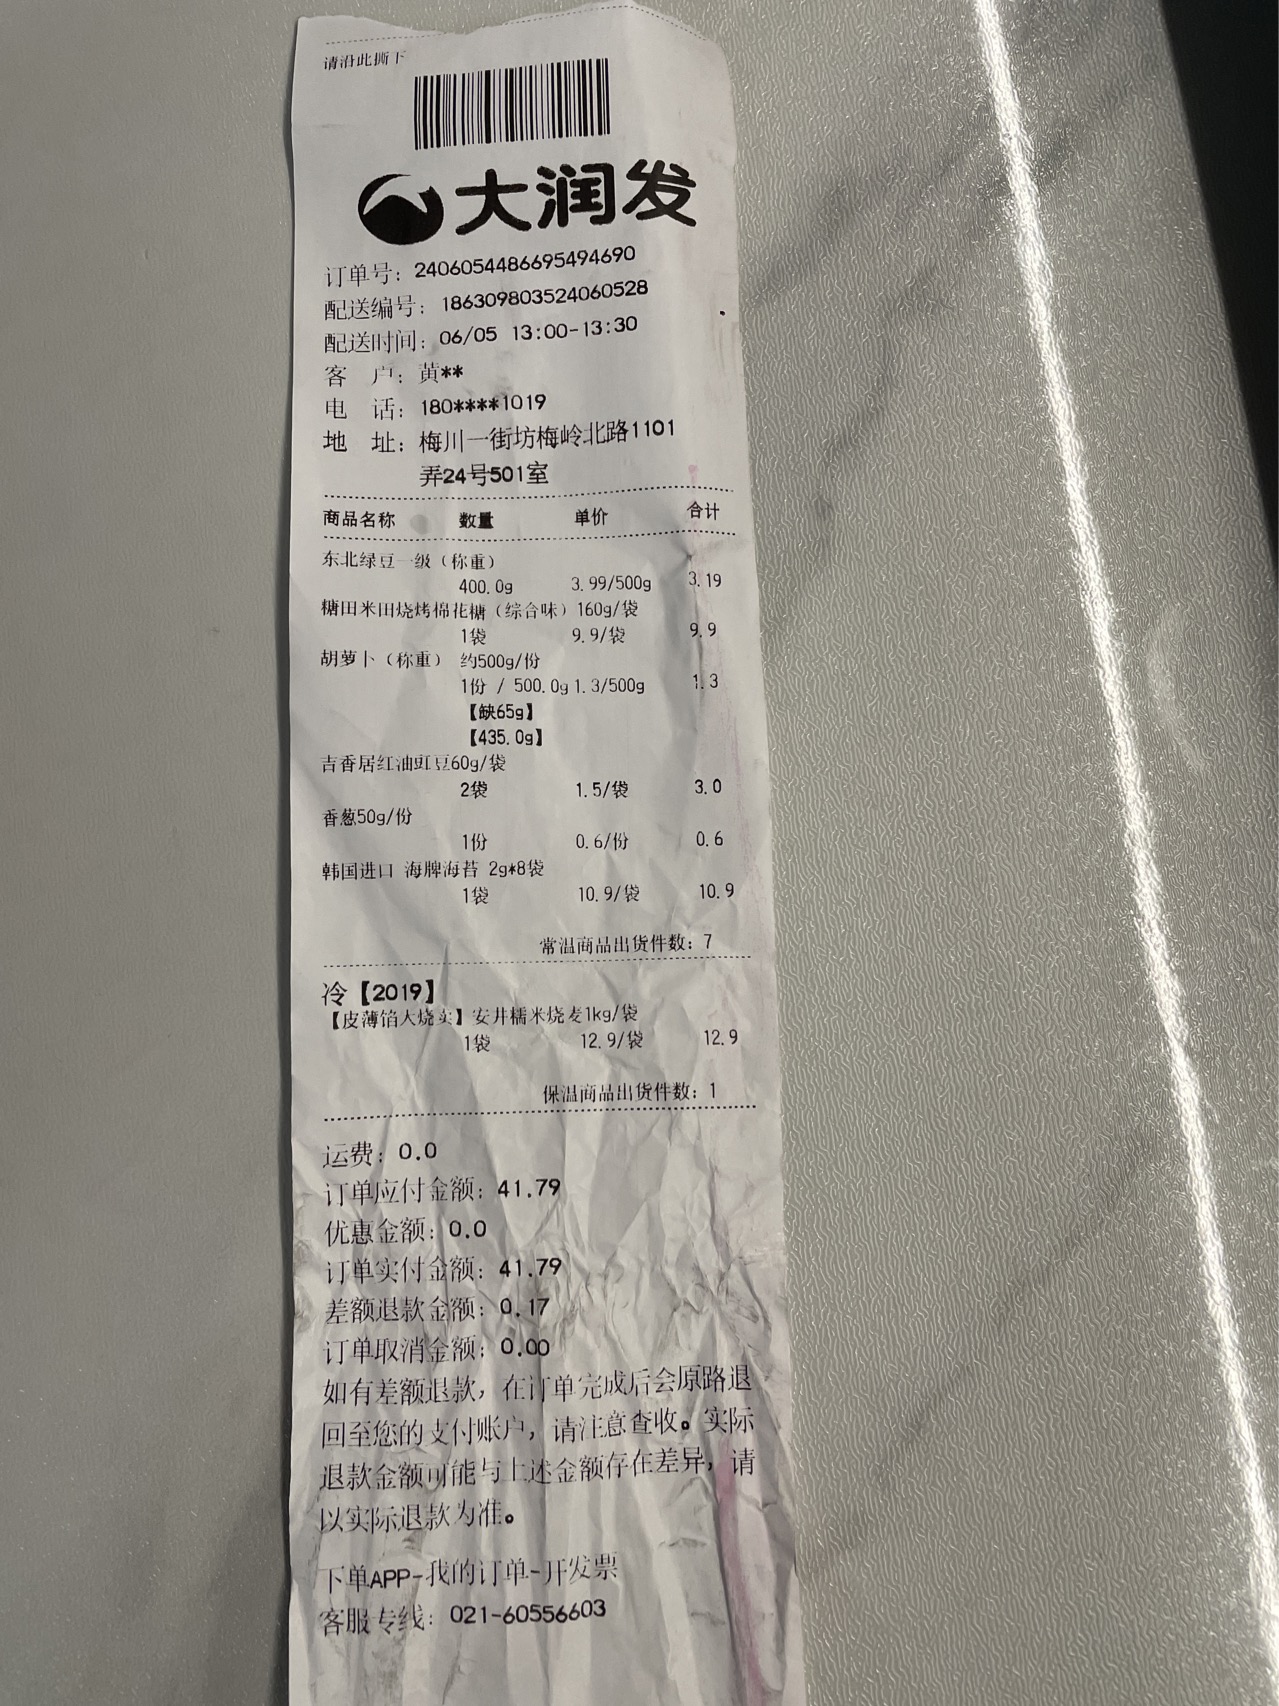 请沿此撕下
大润发
订单号：2406054486695494690
配送编号：186309803524060528
配送时间：06/05 13:00-13:30
客 户：黄**
电 话：180****1019
地 址：梅川一街坊梅岭北路1101
弄24号501室
商品名称 数量 单价 合计
东北绿豆一级（称重）
400.0g 3.99/500g 3.19
糖田米田烧烤棉花糖（综合味）160g/袋
1袋 9.9/袋 9.9
胡萝卜（称重） 约500g/份
1份 / 500.0g 1.3/500g 1.3
【缺65g】
【435.0g】
吉香居红油豇豆60g/袋
2袋 1.5/袋 3.0
香葱50g/份
1份 0.6/份 0.6
韩国进口 海牌海苔 2g*8袋
1袋 10.9/袋 10.9
常温商品出货件数：7
冷【2019】
【皮薄馅大烧卖】安井糯米烧麦1kg/袋
1袋 12.9/袋 12.9
保温商品出货件数：1
运费：0.0
订单应付金额：41.79
优惠金额：0.0
订单实付金额：41.79
差额退款金额：0.17
订单取消金额：0.00
如有差额退款，在订单完成后会原路退
回至您的支付账户，请注意查收。实际
退款金额可能与上述金额存在差异，请
以实际退款为准。
下单APP-我的订单-开发票
客服专线：021-60556603